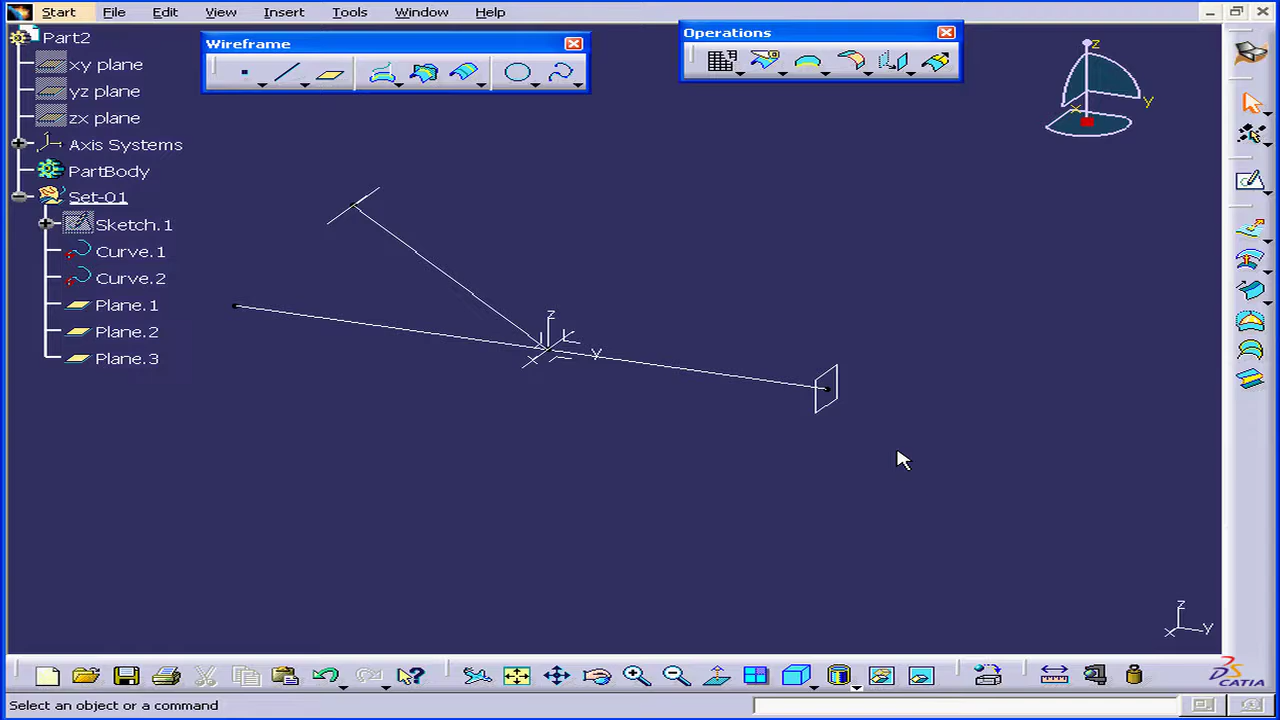 Start File Edit View Insert Tools Window Help
Part2
xy plane
yz plane
zx plane
Axis Systems
PartBody
Set-01
Sketch.1
Curve.1
Curve.2
Plane.1
Plane.2
Plane.3
Wireframe
Operations
z
y
x
z
x
y
z
x
y
CATIA
Select an object or a command